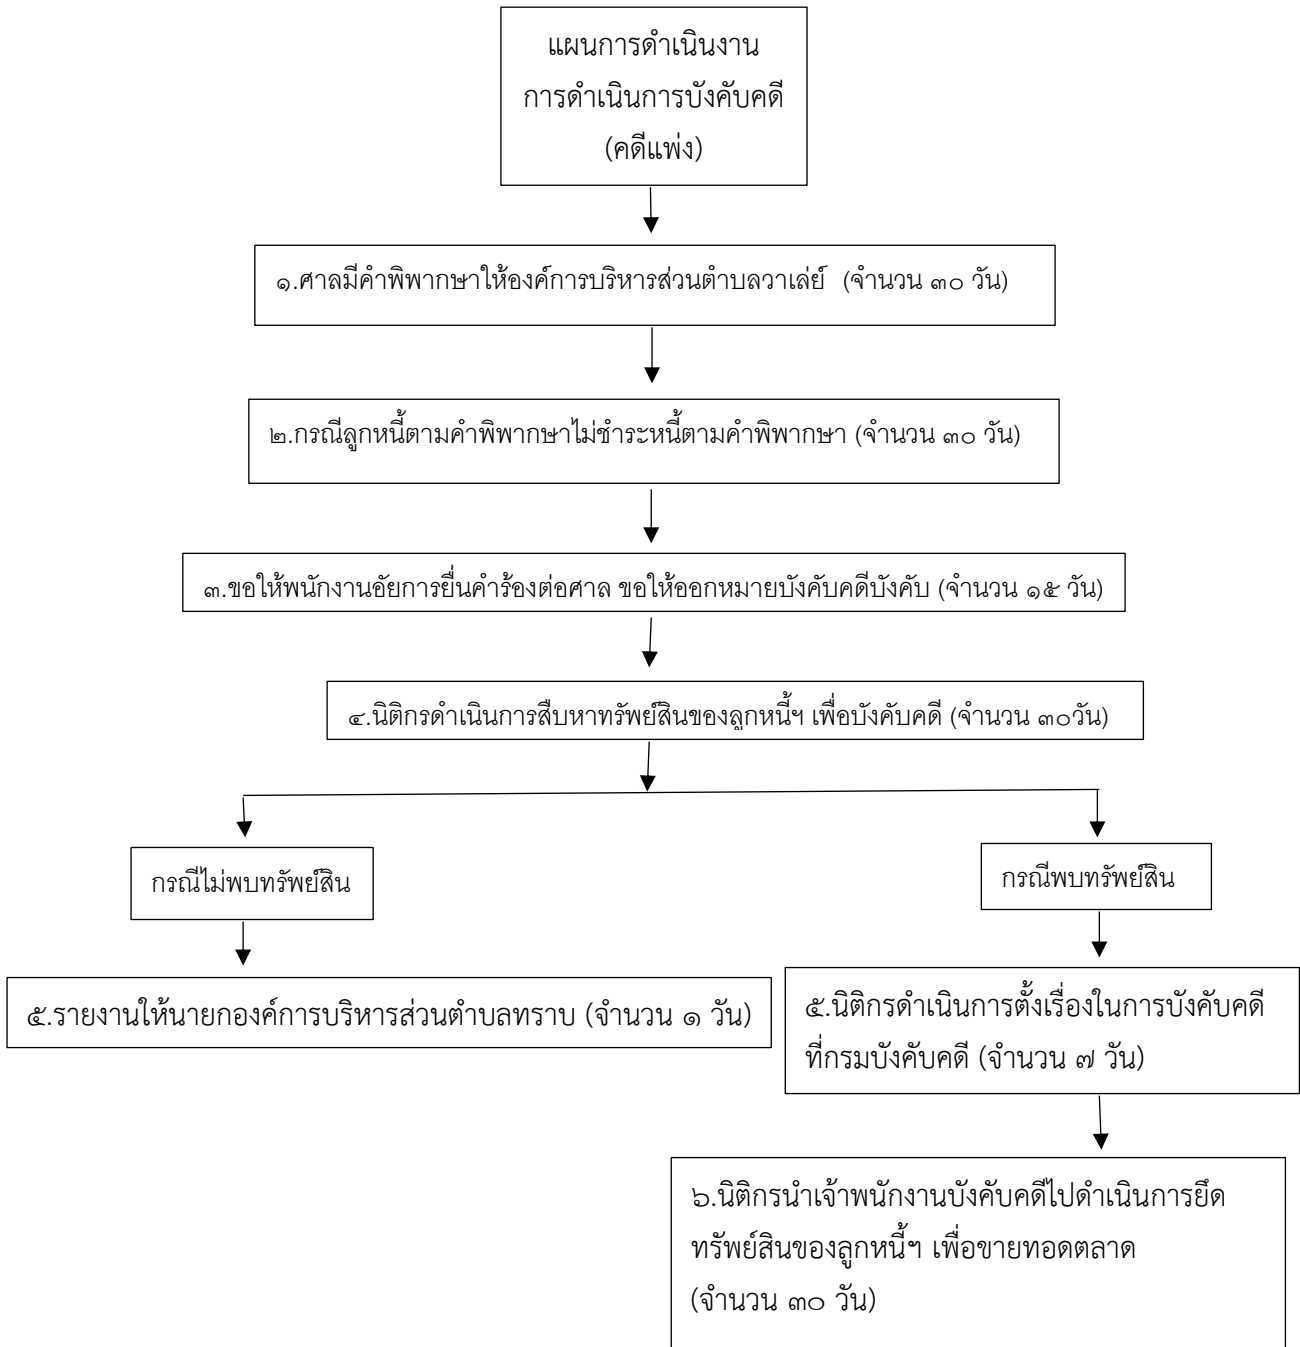 แผนการดำเนินงาน
การดำเนินการบังคับคดี
(คดีแพ่ง)
๑.ศาลมีคำพิพากษาให้องค์การบริหารส่วนตำบลวาเล่ย์ (จำนวน ๓๐ วัน)
๒.กรณีลูกหนี้ตามคำพิพากษาไม่ชำระหนี้ตามคำพิพากษา (จำนวน ๓๐ วัน)
๓.ขอให้พนักงานอัยการยื่นคำร้องต่อศาล ขอให้ออกหมายบังคับคดีบังคับ (จำนวน ๑๕ วัน)
๔.นิติกรดำเนินการสืบหาทรัพย์สินของลูกหนี้ฯ เพื่อบังคับคดี (จำนวน ๓๐วัน)
กรณีไม่พบทรัพย์สิน
๕.รายงานให้นายกองค์การบริหารส่วนตำบลทราบ (จำนวน ๑ วัน)
กรณีพบทรัพย์สิน
๕.นิติกรดำเนินการตั้งเรื่องในการบังคับคดี
ที่กรมบังคับคดี (จำนวน ๗ วัน)
๖.นิติกรนำเจ้าพนักงานบังคับคดีไปดำเนินการยึด
ทรัพย์สินของลูกหนี้ฯ เพื่อขายทอดตลาด
(จำนวน ๓๐ วัน)